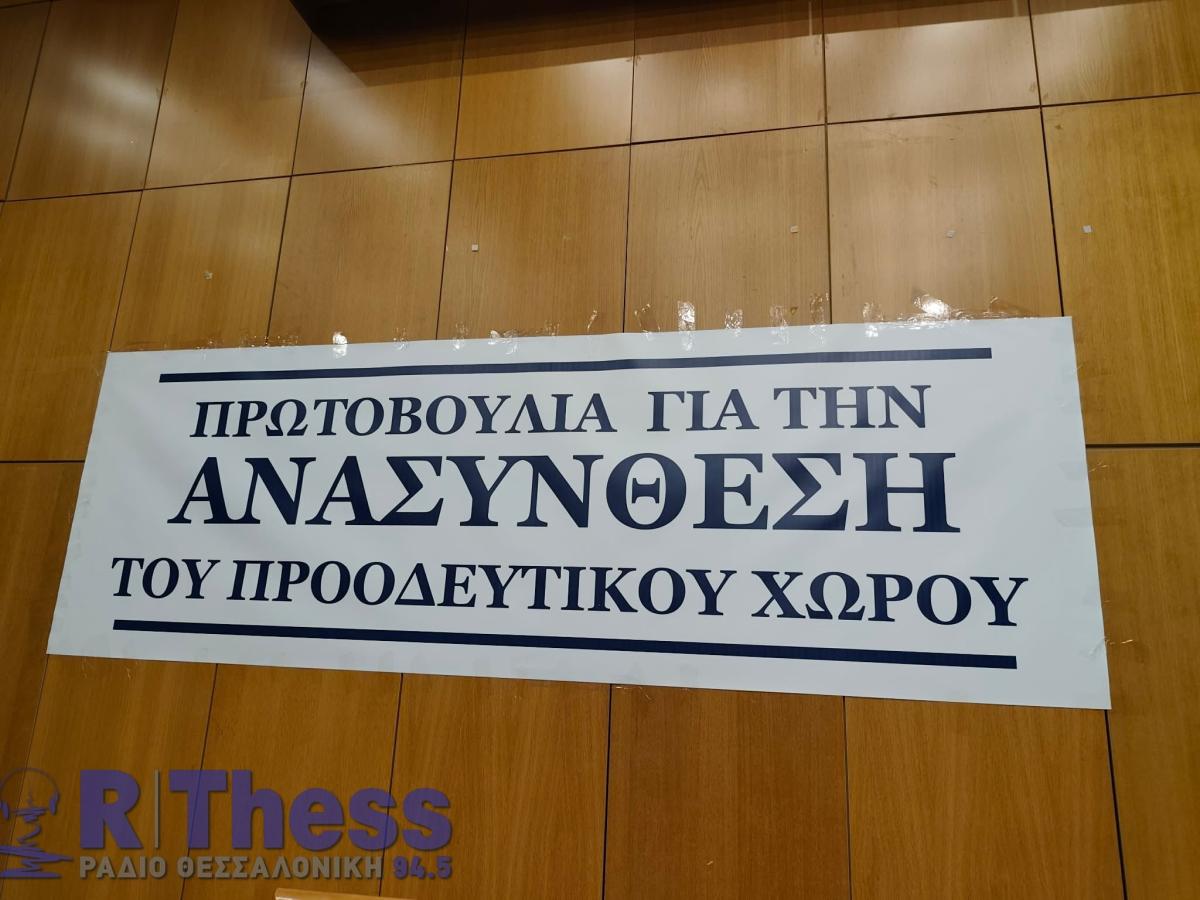 ΠΡΩΤΟΒΟΥΛΙΑ ΓΙΑ ΤΗΝ
ΑΝΑΣΥΝΘΕΣΗ
ΤΟΥ ΠΡΟΟΔΕΥΤΙΚΟΥ ΧΩΡΟΥ
R|Thess
ΡΑΔΙΟ ΘΕΣΣΑΛΟΝΙΚΗ 94.5